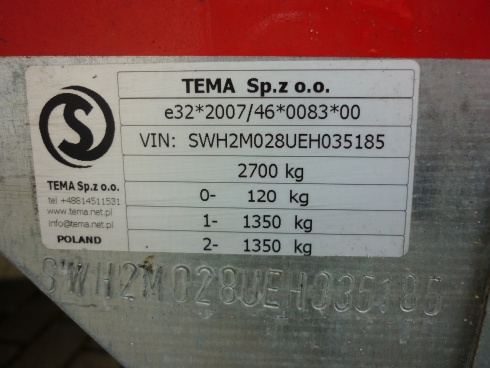 TEMA Sp.z o.o.
e32*2007/46*0083*00
VIN: SWH2M028UEH035185
2700 kg
0- 120 kg
1- 1350 kg
2- 1350 kg
S
TEMA Sp.z o.o.
tel +48614511531
www.tema.net.pl
info@tema.net.pl
POLAND
SWH2M028UEH035185